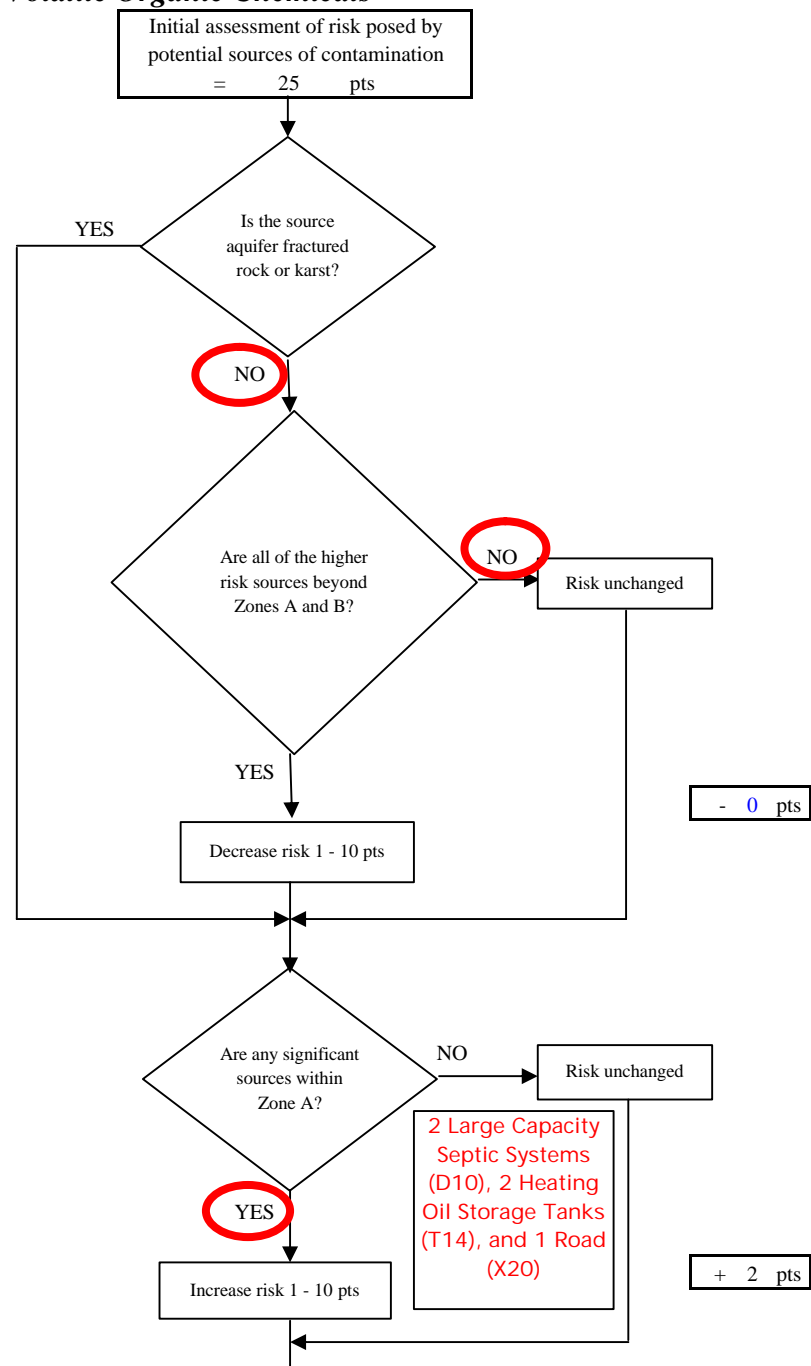 Volatile Organic Chemicals
Initial assessment of risk posed by
potential sources of contamination
= 25 pts
Is the source
aquifer fractured
rock or karst?
YES
NO
Are all of the higher
risk sources beyond
Zones A and B?
NO
Risk unchanged
YES
- 0 pts
Decrease risk 1 - 10 pts
Are any significant
sources within
Zone A?
NO
Risk unchanged
2 Large Capacity
Septic Systems
(D10), 2 Heating
Oil Storage Tanks
(T14), and 1 Road
(X20)
YES
+ 2 pts
Increase risk 1 - 10 pts